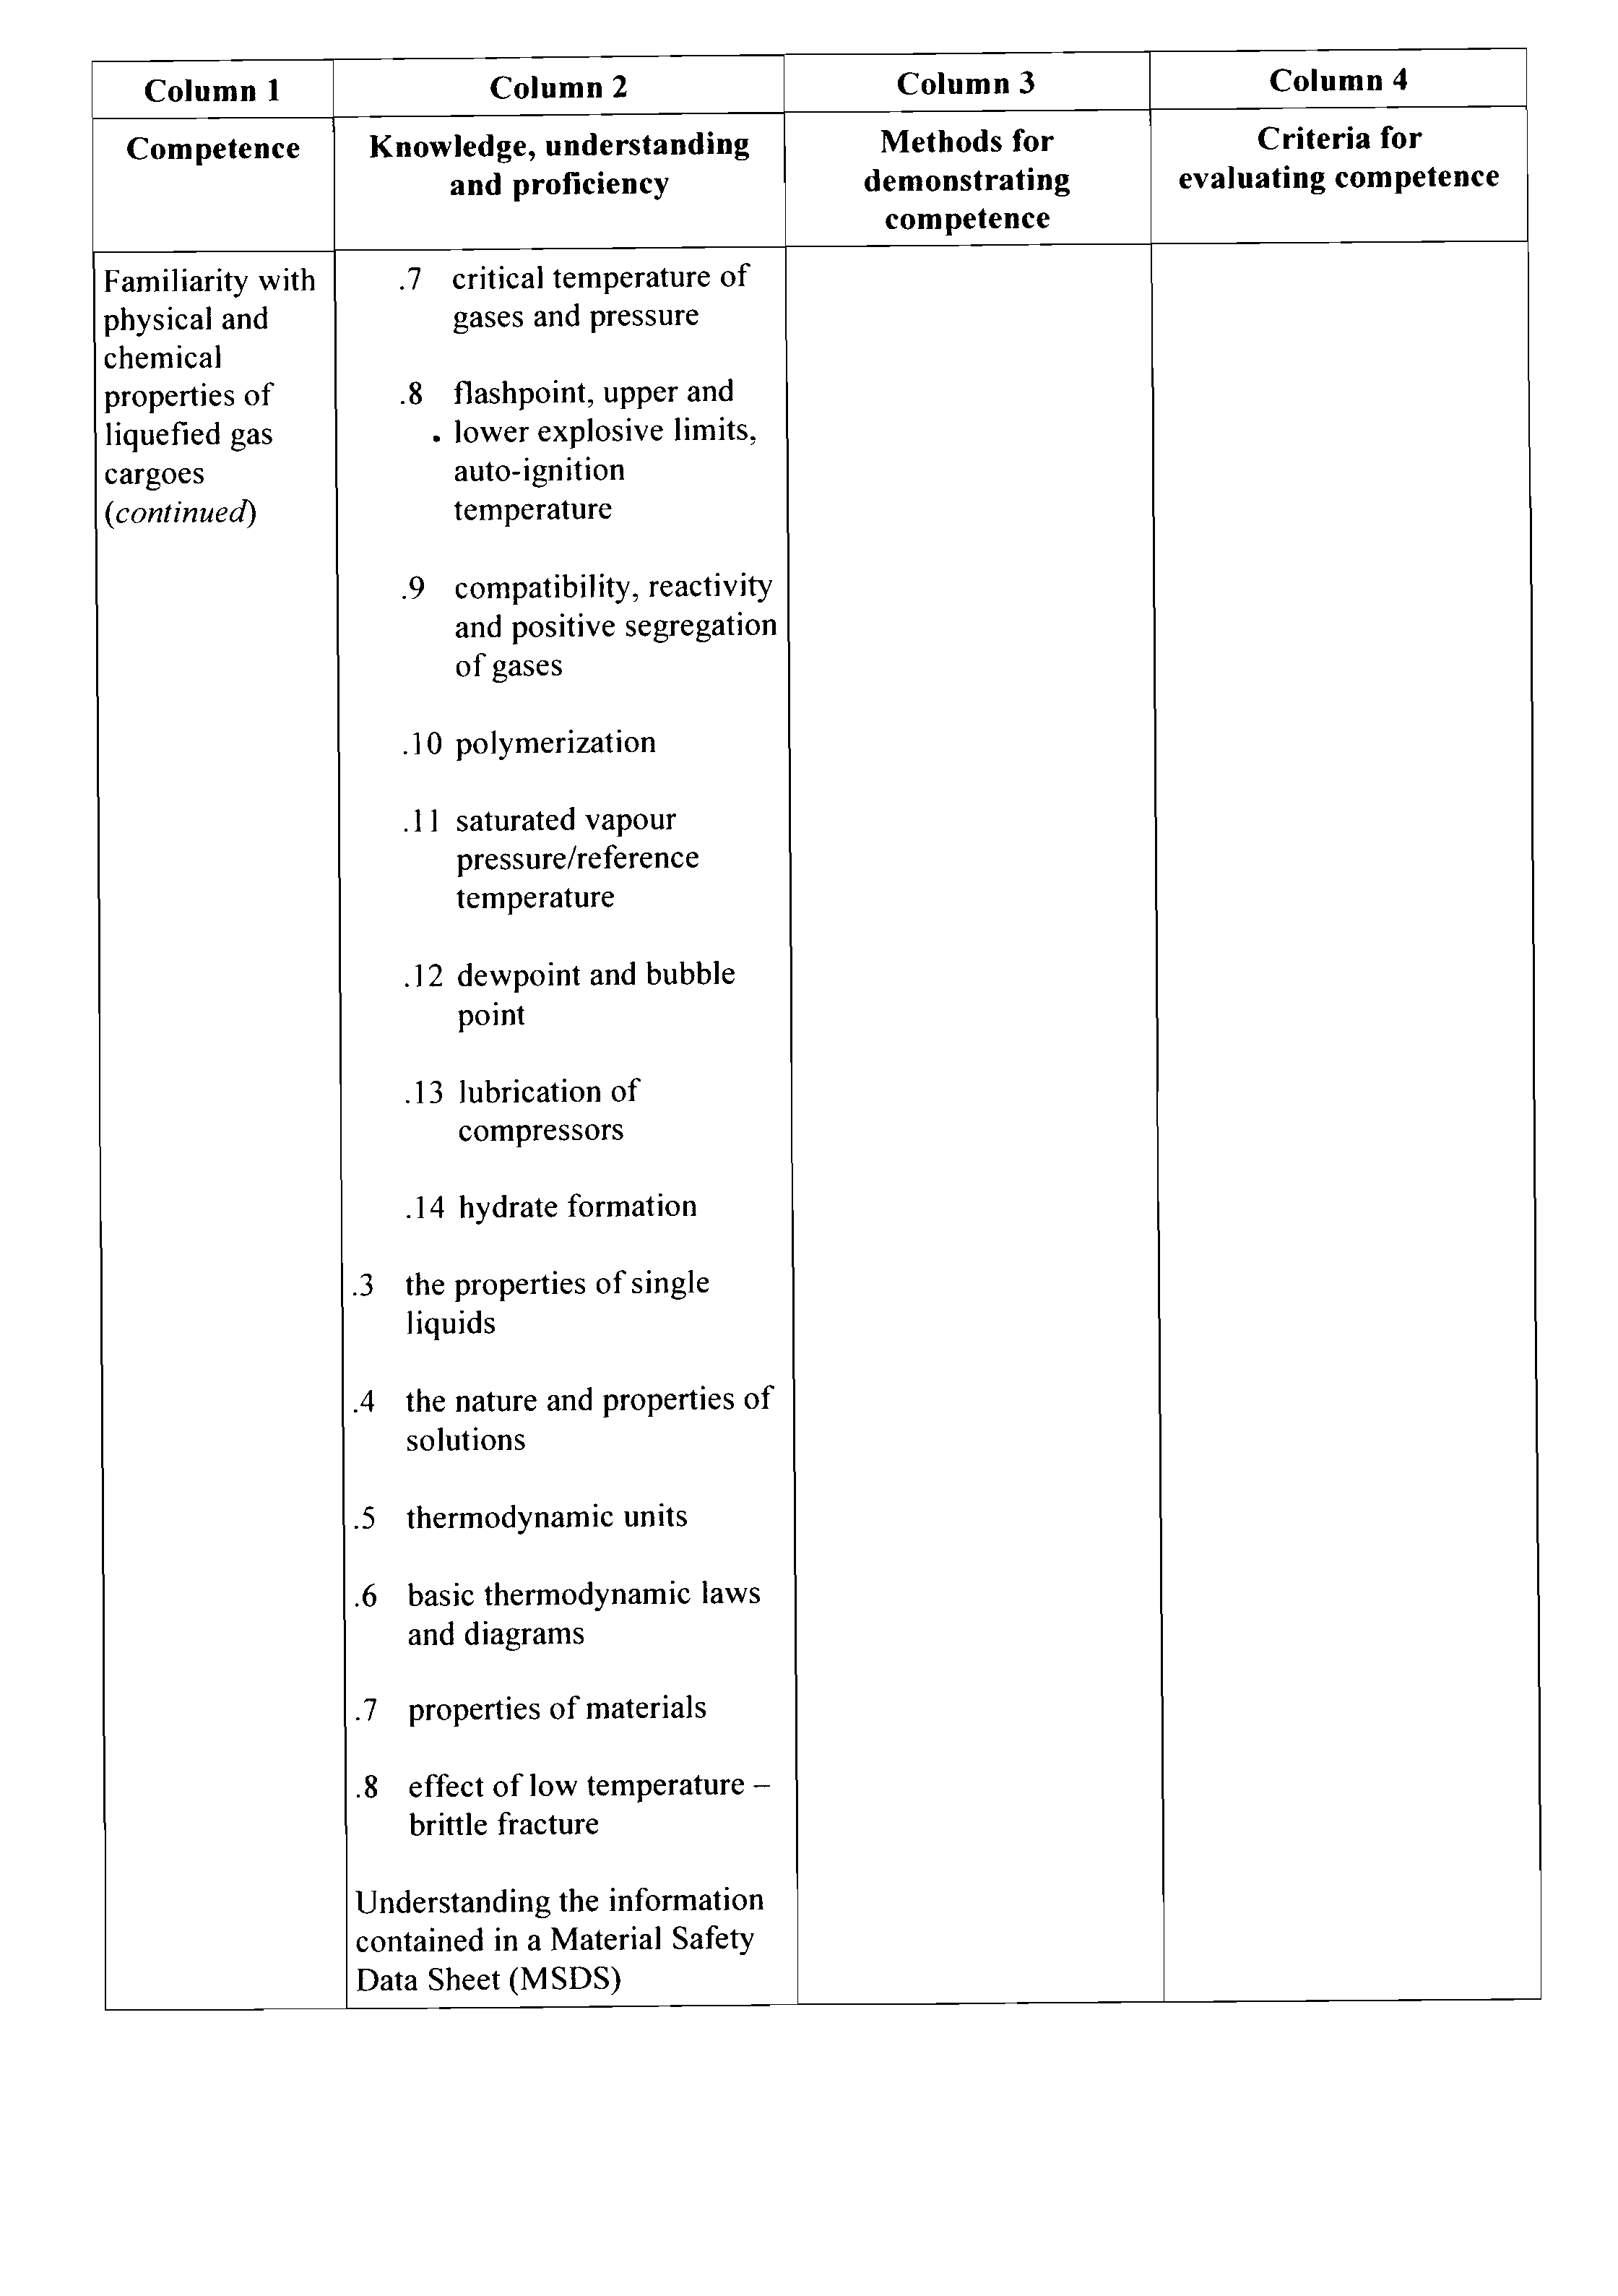 Column 1
Column 2
Column 3
Column 4
Competence
Knowledge, understanding
and proficiency
Methods for
demonstrating
competence
Criteria for
evaluating competence
Familiarity with
physical and
chemical
properties of
liquefied gas
cargoes
(continued)
.7 critical temperature of
gases and pressure
.8 flashpoint, upper and
lower explosive limits,
auto-ignition
temperature
.9 compatibility, reactivity
and positive segregation
of gases
.10 polymerization
.11 saturated vapour
pressure/reference
temperature
.12 dewpoint and bubble
point
.13 lubrication of
compressors
.14 hydrate formation
.3 the properties of single
liquids
.4 the nature and properties of
solutions
.5 thermodynamic units
.6 basic thermodynamic laws
and diagrams
.7 properties of materials
.8 effect of low temperature –
brittle fracture
Understanding the information
contained in a Material Safety
Data Sheet (MSDS)